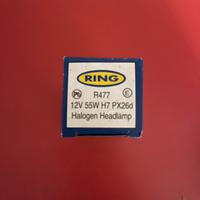 RING
R477
E
12V 55W H7 PX26d
Halogen Headlamp